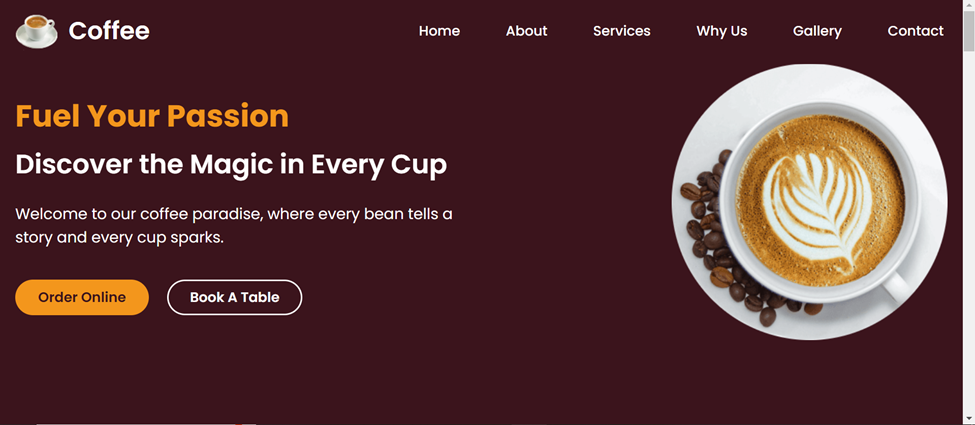 Coffee
Home
About
Services
Why Us
Gallery
Contact
Fuel Your Passion
Discover the Magic in Every Cup
Welcome to our coffee paradise, where every bean tells a
story and every cup sparks.
Order Online
Book A Table